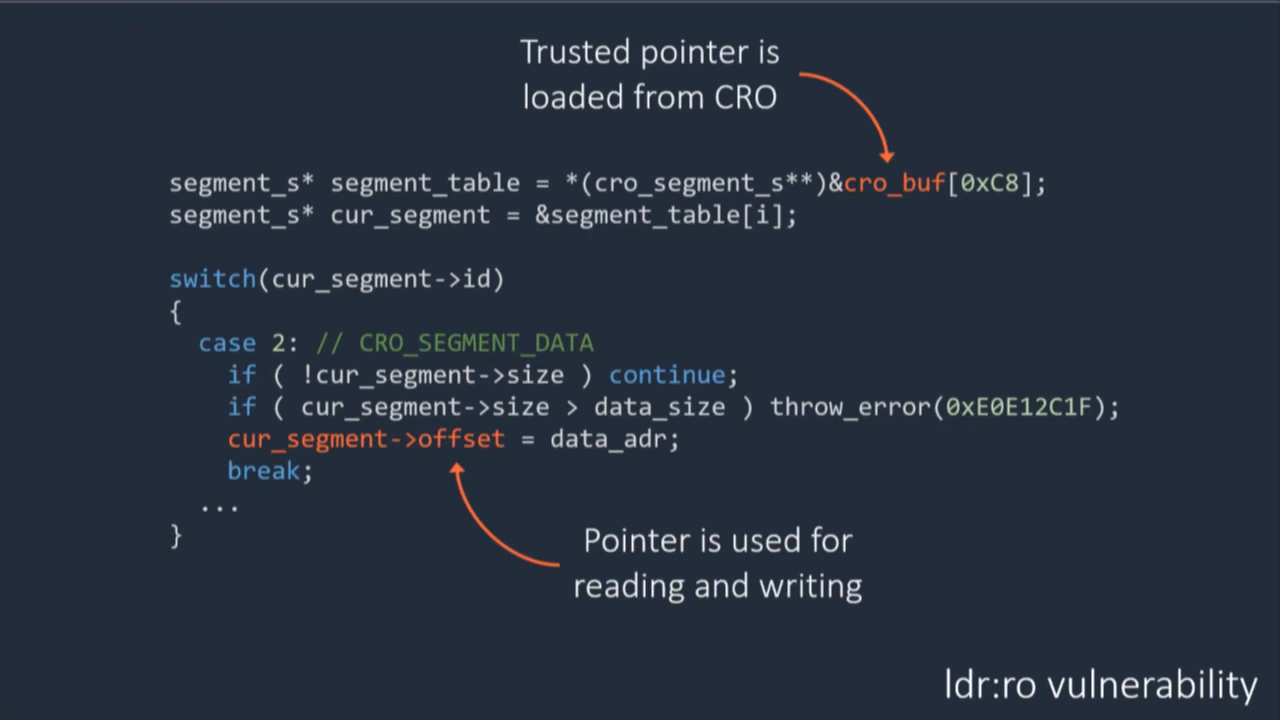 Trusted pointer is
loaded from CRO
segment_s* segment_table = *(cro_segment_s**)&cro_buf[0xC8];
segment_s* cur_segment = &segment_table[i];
switch(cur_segment->id)
{
case 2: // CRO_SEGMENT_DATA
if ( !cur_segment->size ) continue;
if ( cur_segment->size > data_size ) throw_error(0xE0E12C1F);
cur_segment->offset = data_adr;
break;
...
}
Pointer is used for
reading and writing
ldr:ro vulnerability